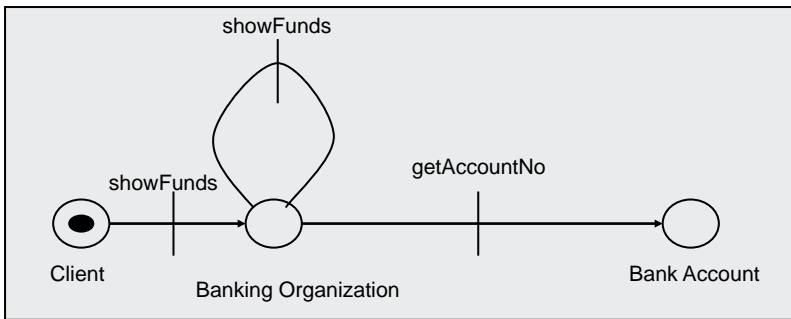 showFunds
showFunds
getAccountNo
Client
Banking Organization
Bank Account